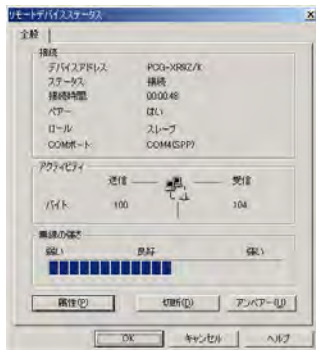 リモートデバイスステータス
全般
接続
デバイスアドレス PCG-XR9Z/K
ステータス 接続
接続時間 00:00:48
ペアー はい
ロール スレーブ
COMポート COM4(SPP)
アクティビティ
送信 受信
バイト 100 104
無線の強さ
弱い 良好 強い
属性(P) 切断(D) アンペアー(U)
OK キャンセル ヘルプ